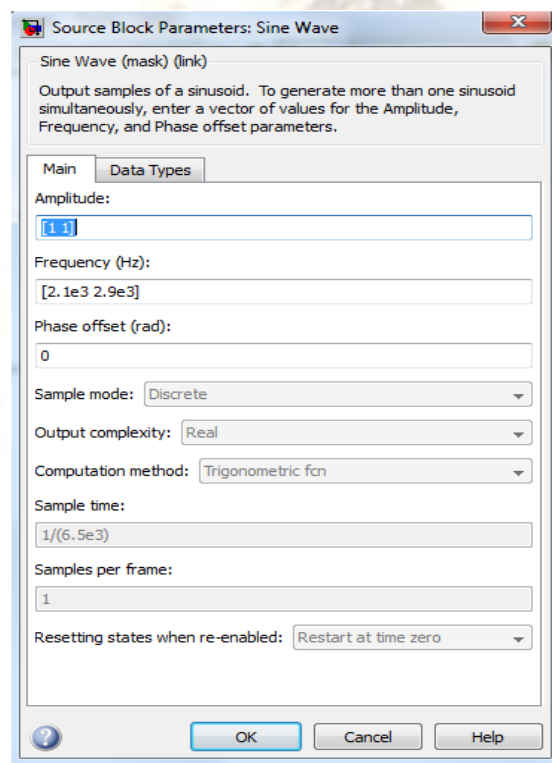 Source Block Parameters: Sine Wave
Sine Wave (mask) (link)
Output samples of a sinusoid. To generate more than one sinusoid
simultaneously, enter a vector of values for the Amplitude,
Frequency, and Phase offset parameters.
Main Data Types
Amplitude:
[1 1]
Frequency (Hz):
[2.1e3 2.9e3]
Phase offset (rad):
0
Sample mode: Discrete
Output complexity: Real
Computation method: Trigonometric fcn
Sample time:
1/(6.5e3)
Samples per frame:
1
Resetting states when re-enabled: Restart at time zero
OK Cancel Help